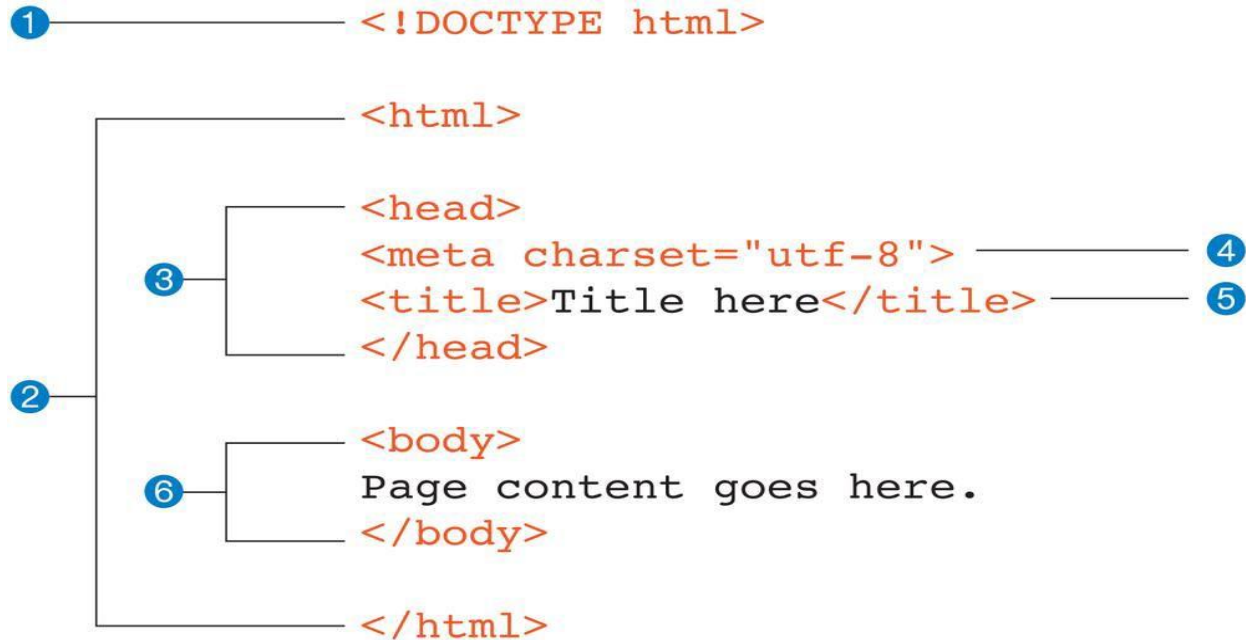 1 <!DOCTYPE html>
<html>
<head>
<meta charset="utf-8"> 4
3
<title>Title here</title> 5
</head>
2
<body>
6 Page content goes here.
</body>
</html>